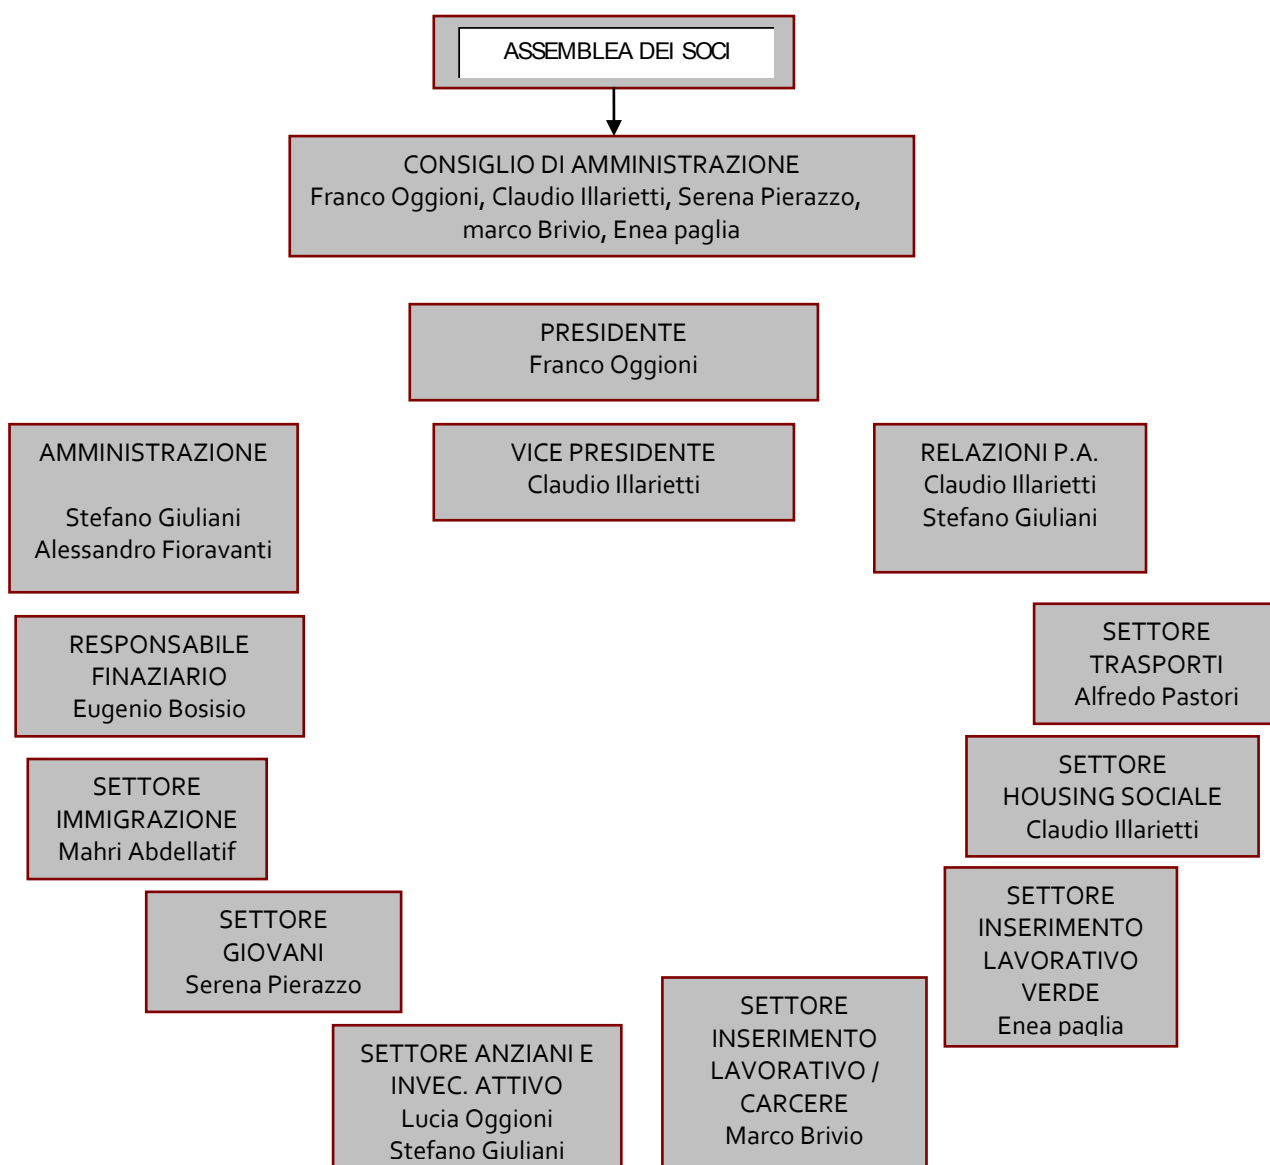 ASSEMBLEA DEI SOCI
CONSIGLIO DI AMMINISTRAZIONE
Franco Oggioni, Claudio Illarietti, Serena Pierazzo,
marco Brivio, Enea paglia
PRESIDENTE
Franco Oggioni
AMMINISTRAZIONE
Stefano Giuliani
Alessandro Fioravanti
VICE PRESIDENTE
Claudio Illarietti
RELAZIONI P.A.
Claudio Illarietti
Stefano Giuliani
RESPONSABILE
FINAZIARIO
Eugenio Bosisio
SETTORE
TRASPORTI
Alfredo Pastori
SETTORE
IMMIGRAZIONE
Mahri Abdellatif
SETTORE
HOUSING SOCIALE
Claudio Illarietti
SETTORE
GIOVANI
Serena Pierazzo
SETTORE
INSERIMENTO
LAVORATIVO
VERDE
Enea paglia
SETTORE ANZIANI E
INVEC. ATTIVO
Lucia Oggioni
Stefano Giuliani
SETTORE
INSERIMENTO
LAVORATIVO /
CARCERE
Marco Brivio